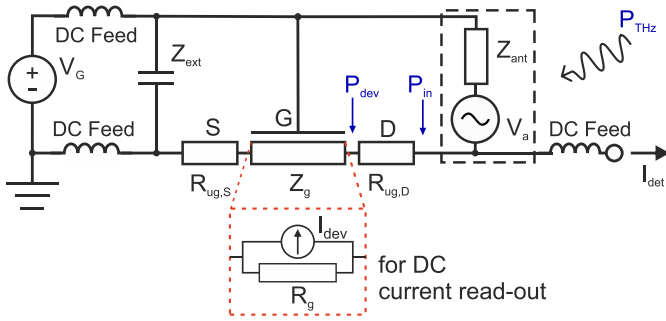 DC Feed
P_THz
Z_ext
Z_ant
V_G
+
-
P_dev
P_in
DC Feed
S
G
D
V_a
DC Feed
R_ug,S
Z_g
R_ug,D
I_det
I_dev
R_g
for DC
current read-out